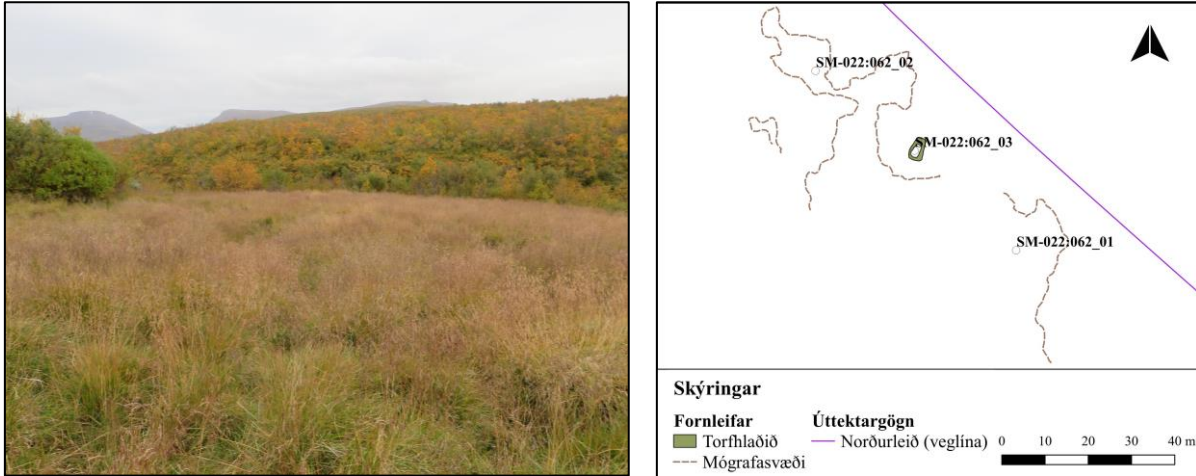 SM-022:062_02
SM-022:062_03
SM-022:062_01
Skýringar
Fornleifar Úttektargögn
Torfhlaðið Norðurleið (veglína)
Mógrafasvæði 0 10 20 30 40 m